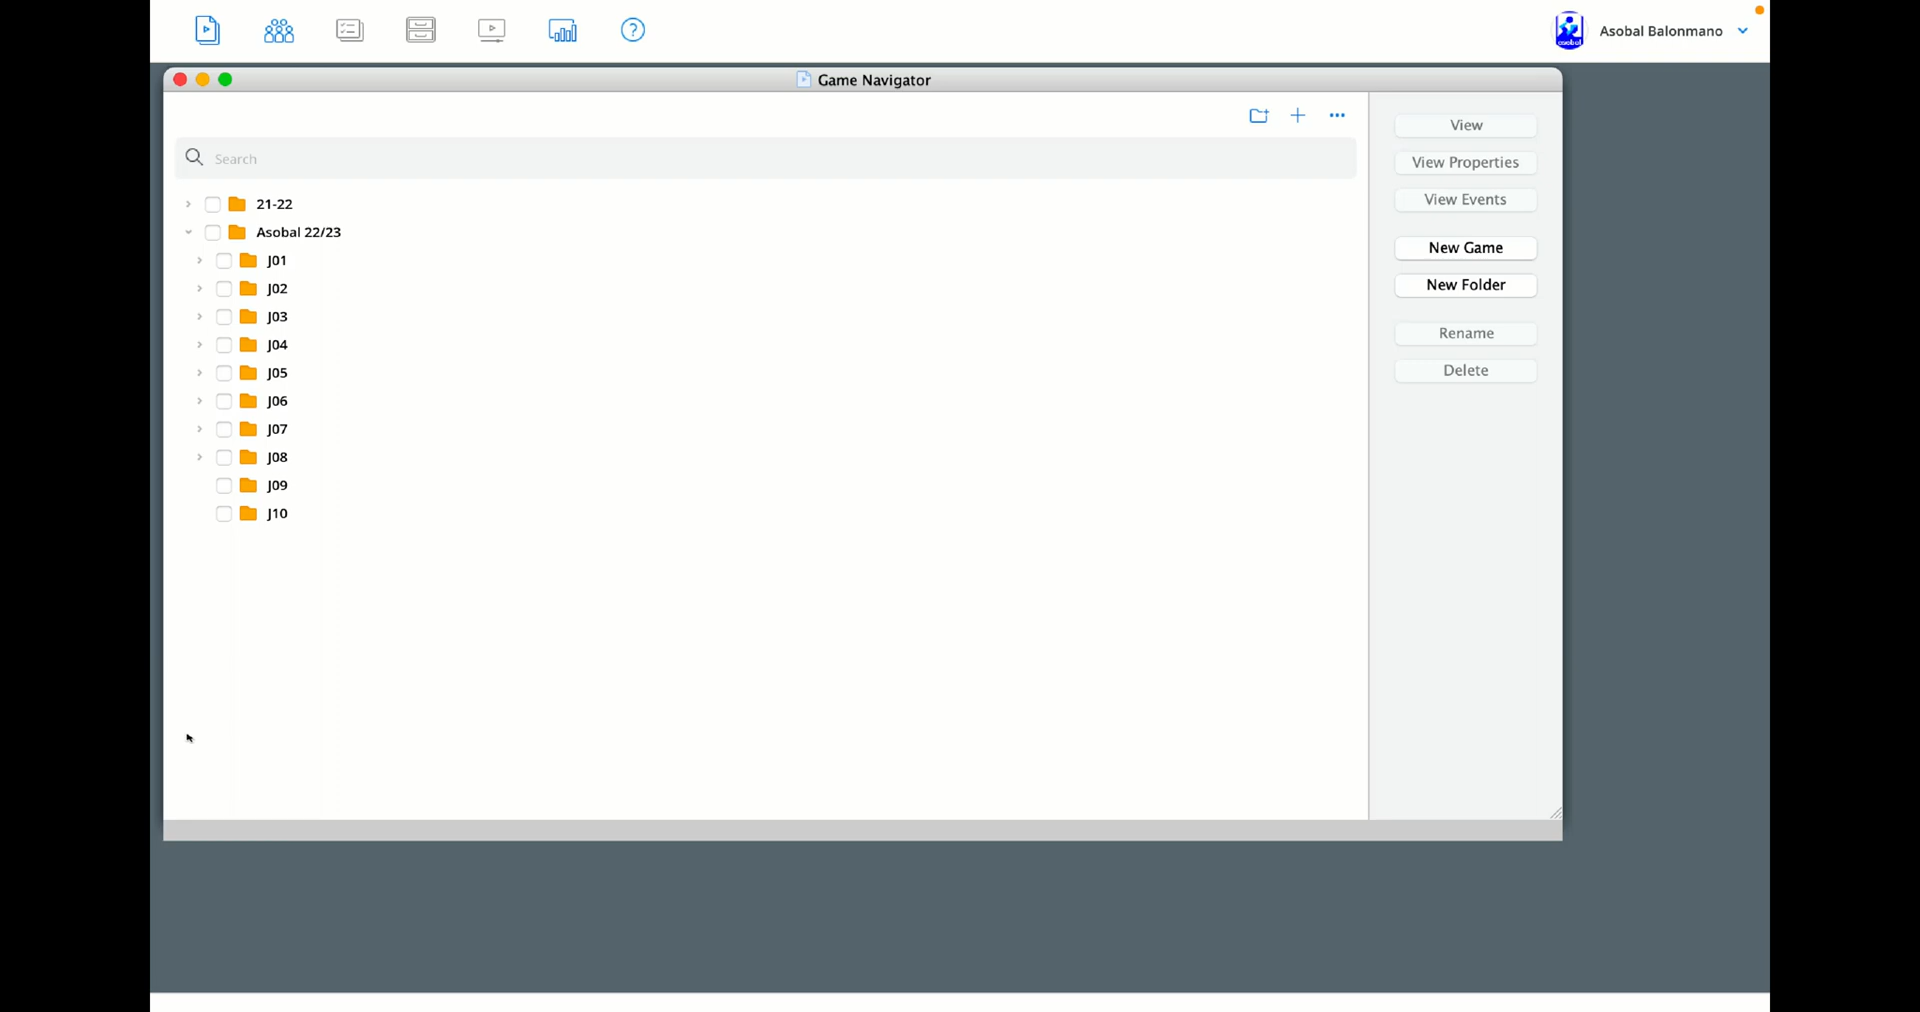 asobal
Asobal Balonmano
Game Navigator
Search
View
View Properties
View Events
New Game
New Folder
Rename
Delete
21-22
Asobal 22/23
J01
J02
J03
J04
J05
J06
J07
J08
J09
J10